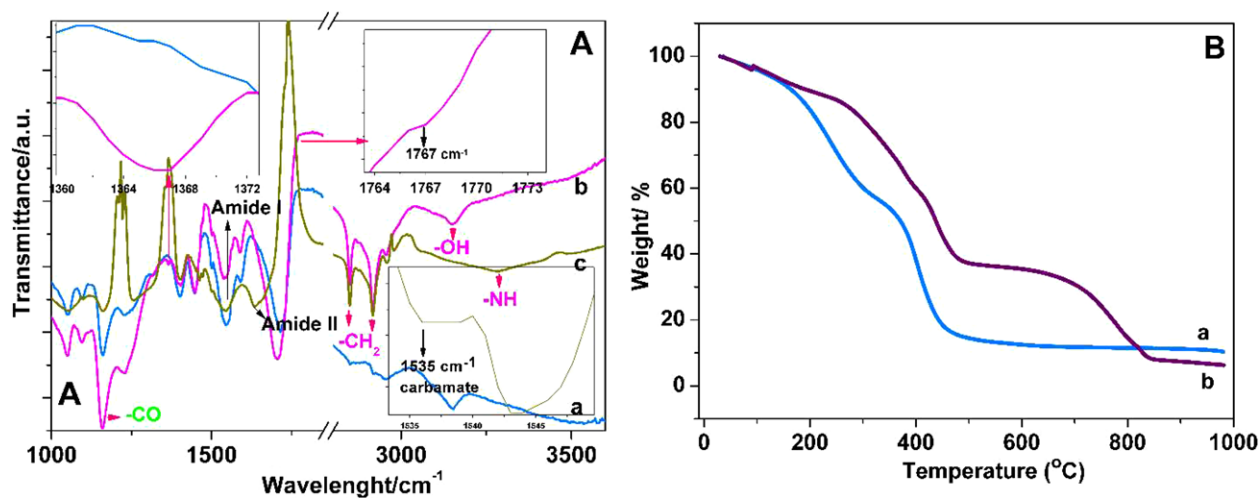 //
A
B
1360 1364 1368 1372
1767 cm-1
1764 1767 1770 1773
b
Amide I
-OH
c
-NH
Amide II
-CH2
1535 cm-1
carbamate
A
-CO
a
1535 1540 1545
//
1000 1500 3000 3500
Wavelenght/cm-1
Transmittance/a.u.
100
80
60
40
20
0
a
b
0 200 400 600 800 1000
Temperature (oC)
Weight/ %